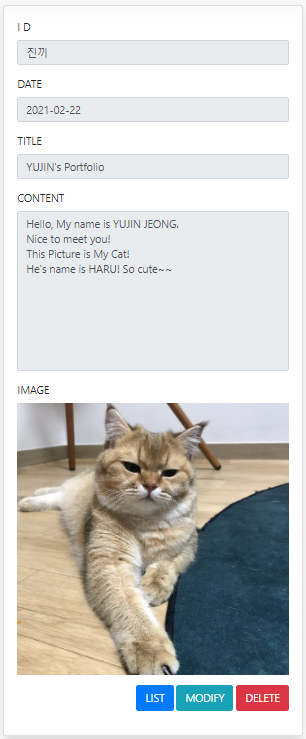 I D
진끼
DATE
2021-02-22
TITLE
YUJIN's Portfolio
CONTENT
Hello, My name is YUJIN JEONG.
Nice to meet you!
This Picture is My Cat!
He's name is HARU! So cute~~
IMAGE
LIST MODIFY DELETE